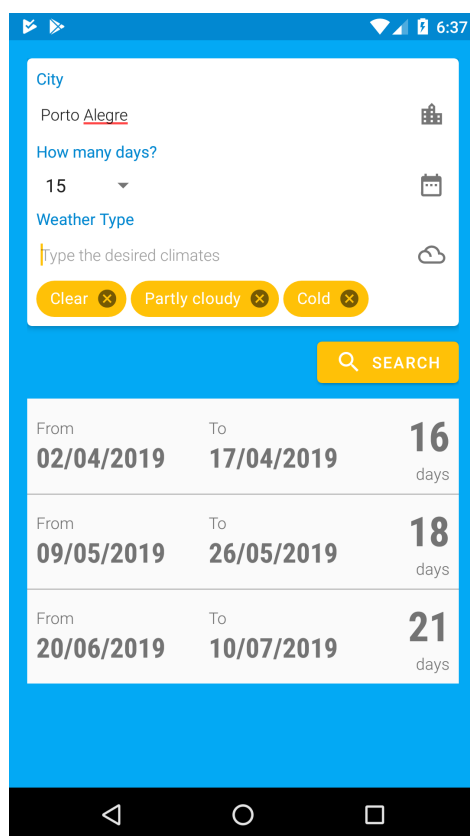 6:37
City
Porto Alegre
How many days?
15
Weather Type
Type the desired climates
Clear Partly cloudy Cold
SEARCH
From To 16
02/04/2019 17/04/2019 days
From To 18
09/05/2019 26/05/2019 days
From To 21
20/06/2019 10/07/2019 days